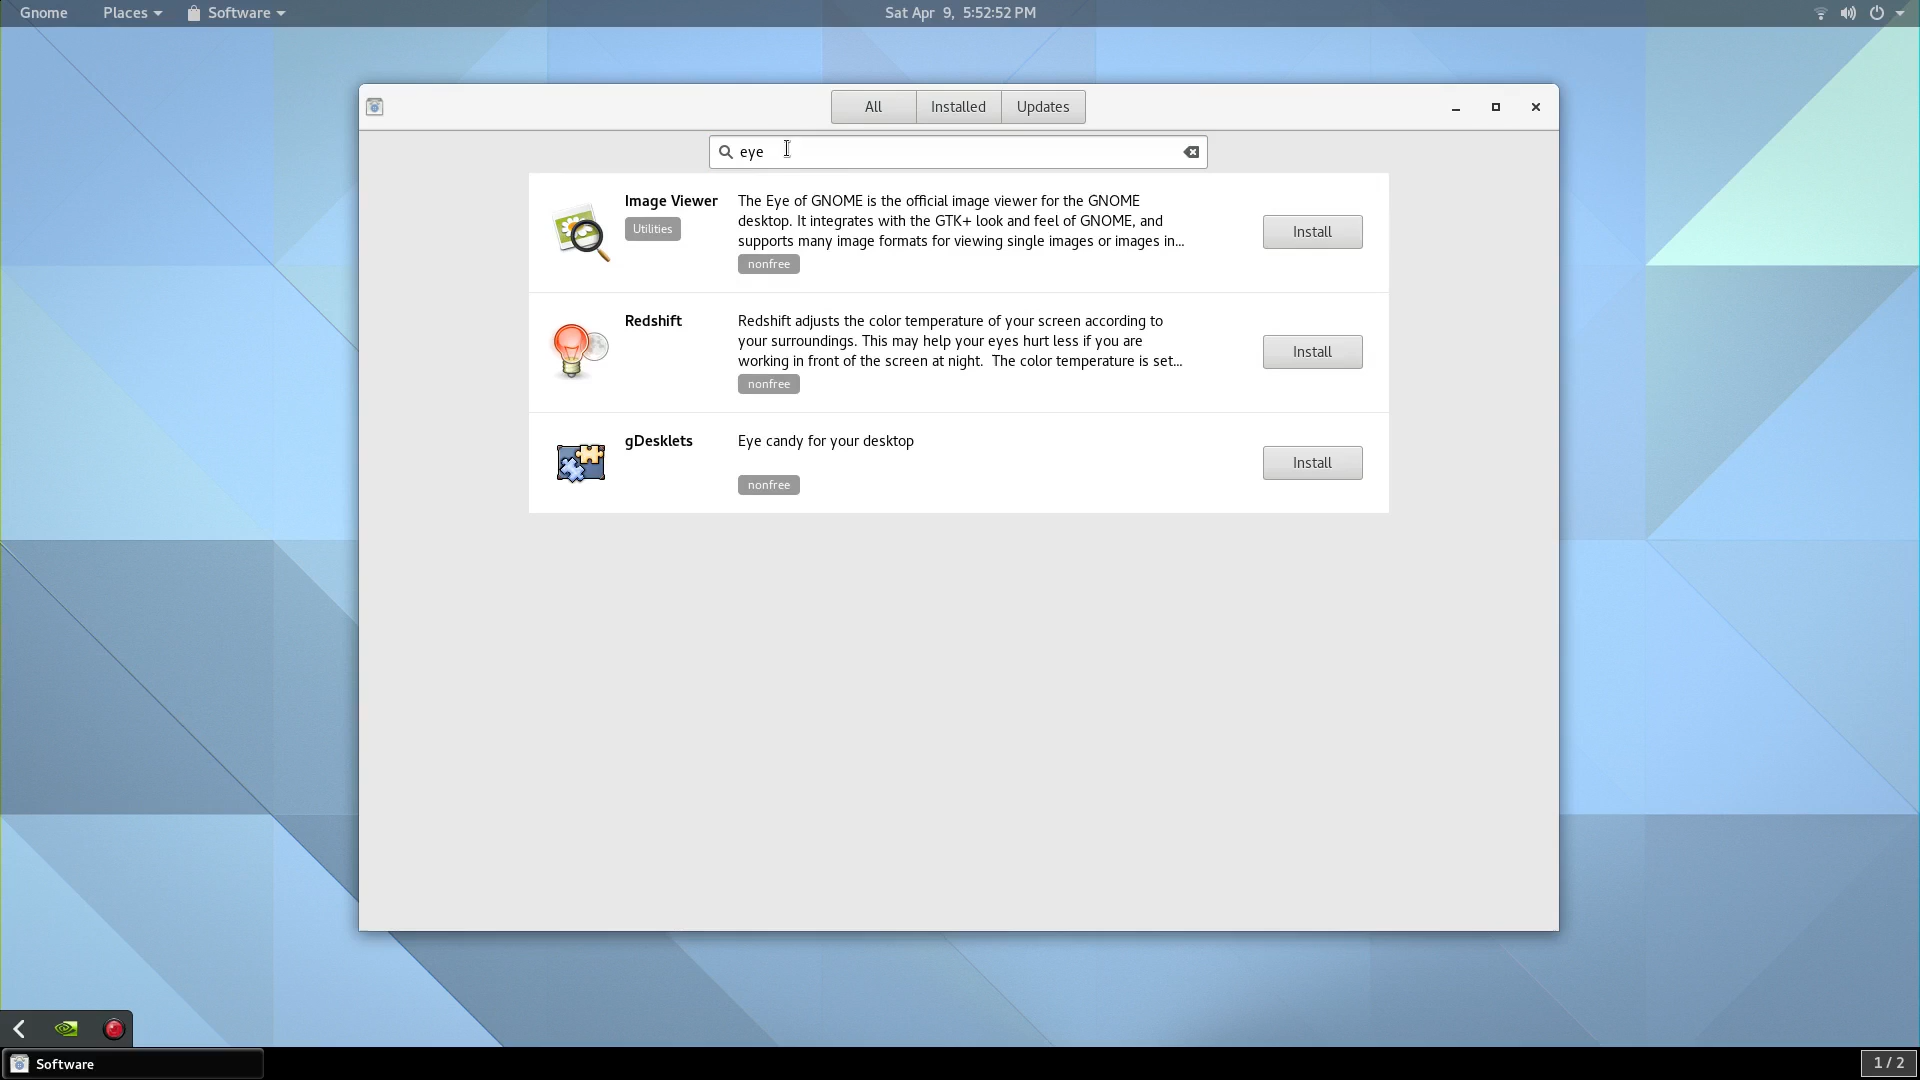 Gnome Places Software Sat Apr 9, 5:52:52 PM
All Installed Updates
eye
Image Viewer
Utilities
The Eye of GNOME is the official image viewer for the GNOME
desktop. It integrates with the GTK+ look and feel of GNOME, and
supports many image formats for viewing single images or images in...
nonfree
Install
Redshift
Redshift adjusts the color temperature of your screen according to
your surroundings. This may help your eyes hurt less if you are
working in front of the screen at night.  The color temperature is set...
nonfree
Install
gDesklets
Eye candy for your desktop
nonfree
Install
Software
1 / 2